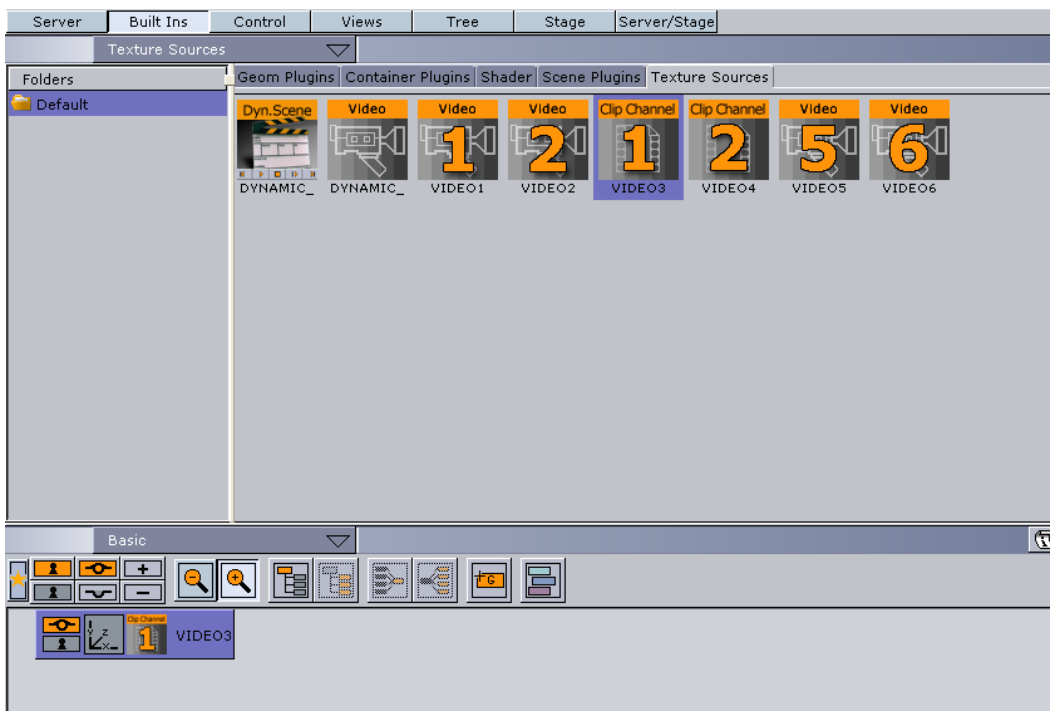 Server Built Ins Control Views Tree Stage Server/Stage
Texture Sources
Folders
Geom Plugins Container Plugins Shader Scene Plugins Texture Sources
Default
Dyn.Scene Video Video Video Clip Channel Clip Channel Video Video
1 2 1 2 5 6
DYNAMIC_ DYNAMIC_ VIDEO1 VIDEO2 VIDEO3 VIDEO4 VIDEO5 VIDEO6
Basic
+
G
−
Clip Channel
y z x
1
VIDEO3